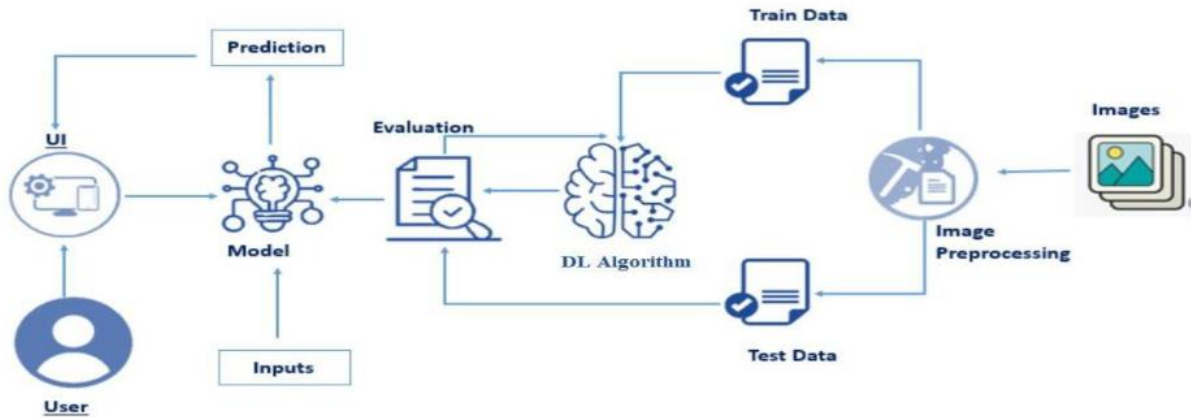 Train Data
Prediction
Images
Evaluation
UI
Model
DL Algorithm
Image
Preprocessing
Test Data
Inputs
User